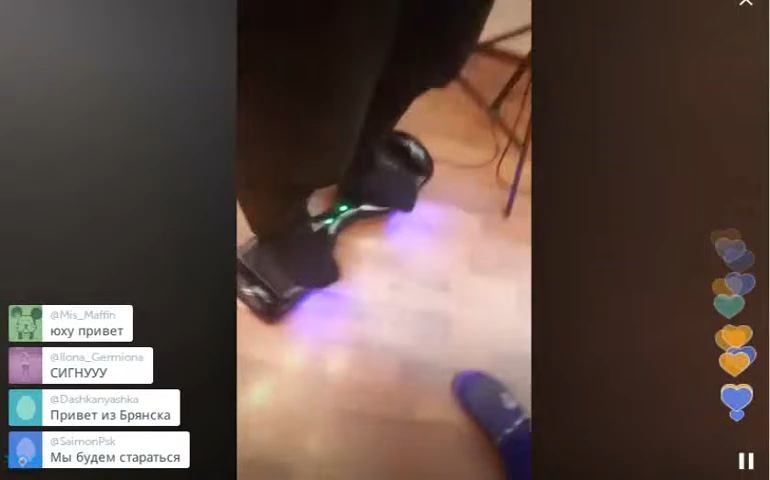 @Mis_Maffin
юху привет
@Ilona_Germiona
СИГНУУУ
@Dashkanyashka
Привет из Брянска
@SaimonPsk
Мы будем стараться